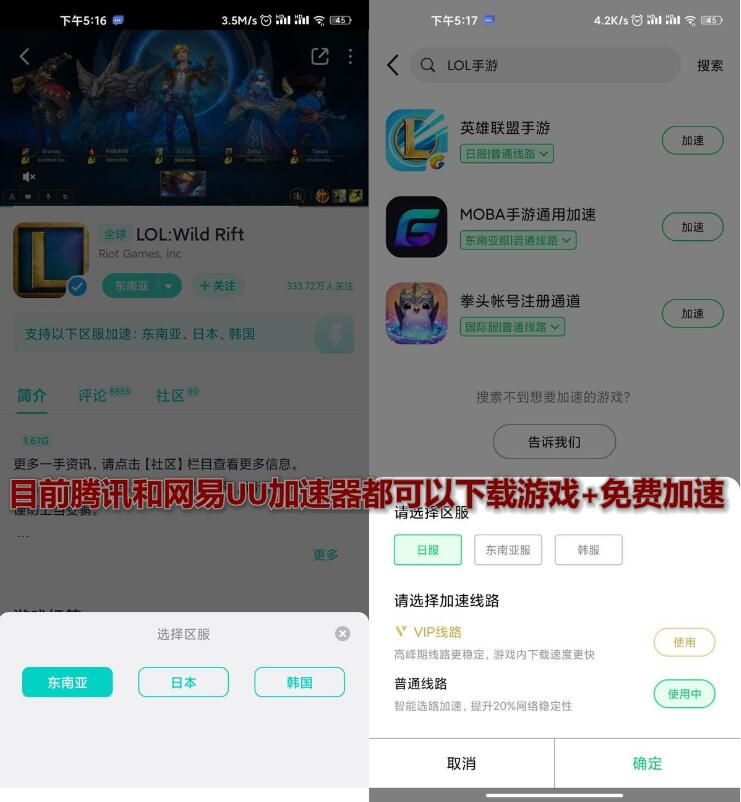 下午5:16
3.5M/s
45
全球 LOL:Wild Rift
Riot Games, Inc
东南亚
+ 关注
333.72万人关注
支持以下区服加速: 东南亚、日本、韩国
简介
评论 8855
社区 90
1.67G
更多一手资讯, 请点击【社区】栏目查看更多信息。
...
更多
选择区服
东南亚
日本
韩国
下午5:17
4.2K/s
45
LOL手游
搜索
英雄联盟手游
日服|普通线路
加速
MOBA手游通用加速
东南亚服|普通线路
加速
拳头帐号注册通道
国际服|普通线路
加速
搜索不到想要加速的游戏?
告诉我们
目前腾讯和网易UU加速器都可以下载游戏+免费加速
请选择区服
日服
东南亚服
韩服
请选择加速线路
VIP线路
高峰期线路更稳定, 游戏内下载速度更快
使用
普通线路
智能选路加速, 提升20%网络稳定性
使用中
取消
确定